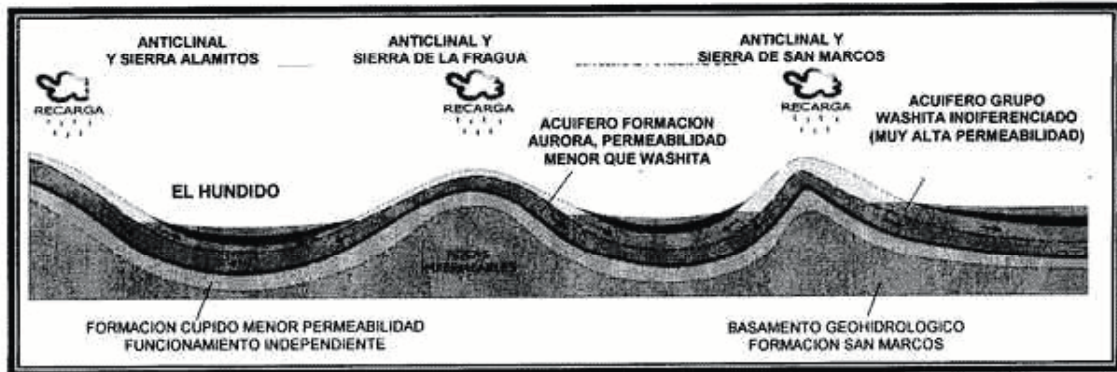 ANTICLINAL
Y SIERRA ALAMITOS
ANTICLINAL Y
SIERRA DE LA FRAGUA
ANTICLINAL Y
SIERRA DE SAN MARCOS
RECARGA
RECARGA
RECARGA
ACUIFERO FORMACION
AURORA, PERMEABILIDAD
MENOR QUE WASHITA
ACUIFERO GRUPO
WASHITA INDIFERENCIADO
(MUY ALTA PERMEABILIDAD)
EL HUNDIDO
FORMACION CUPIDO MENOR PERMEABILIDAD
FUNCIONAMIENTO INDEPENDIENTE
BASAMENTO GEOHIDROLOGICO
FORMACION SAN MARCOS